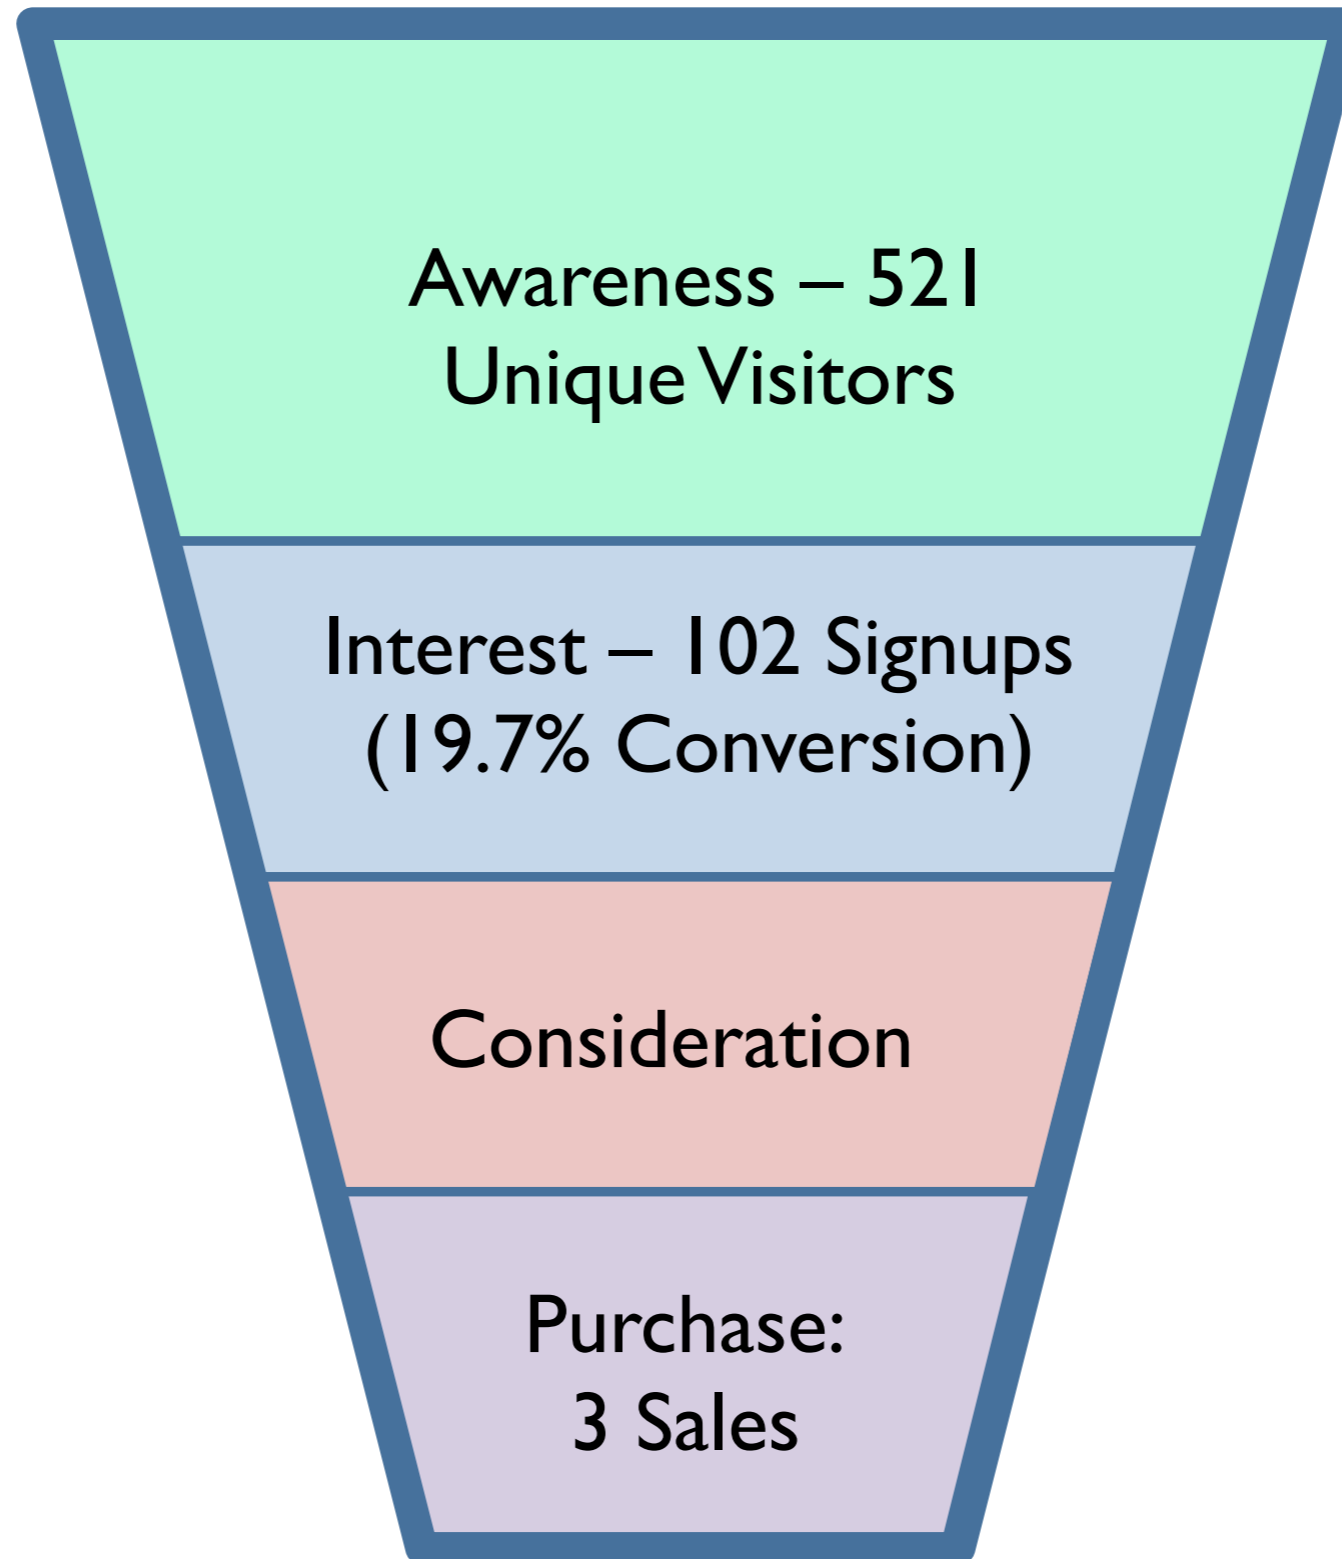 Awareness – 521
Unique Visitors
Interest – 102 Signups
(19.7% Conversion)
Consideration
Purchase:
3 Sales